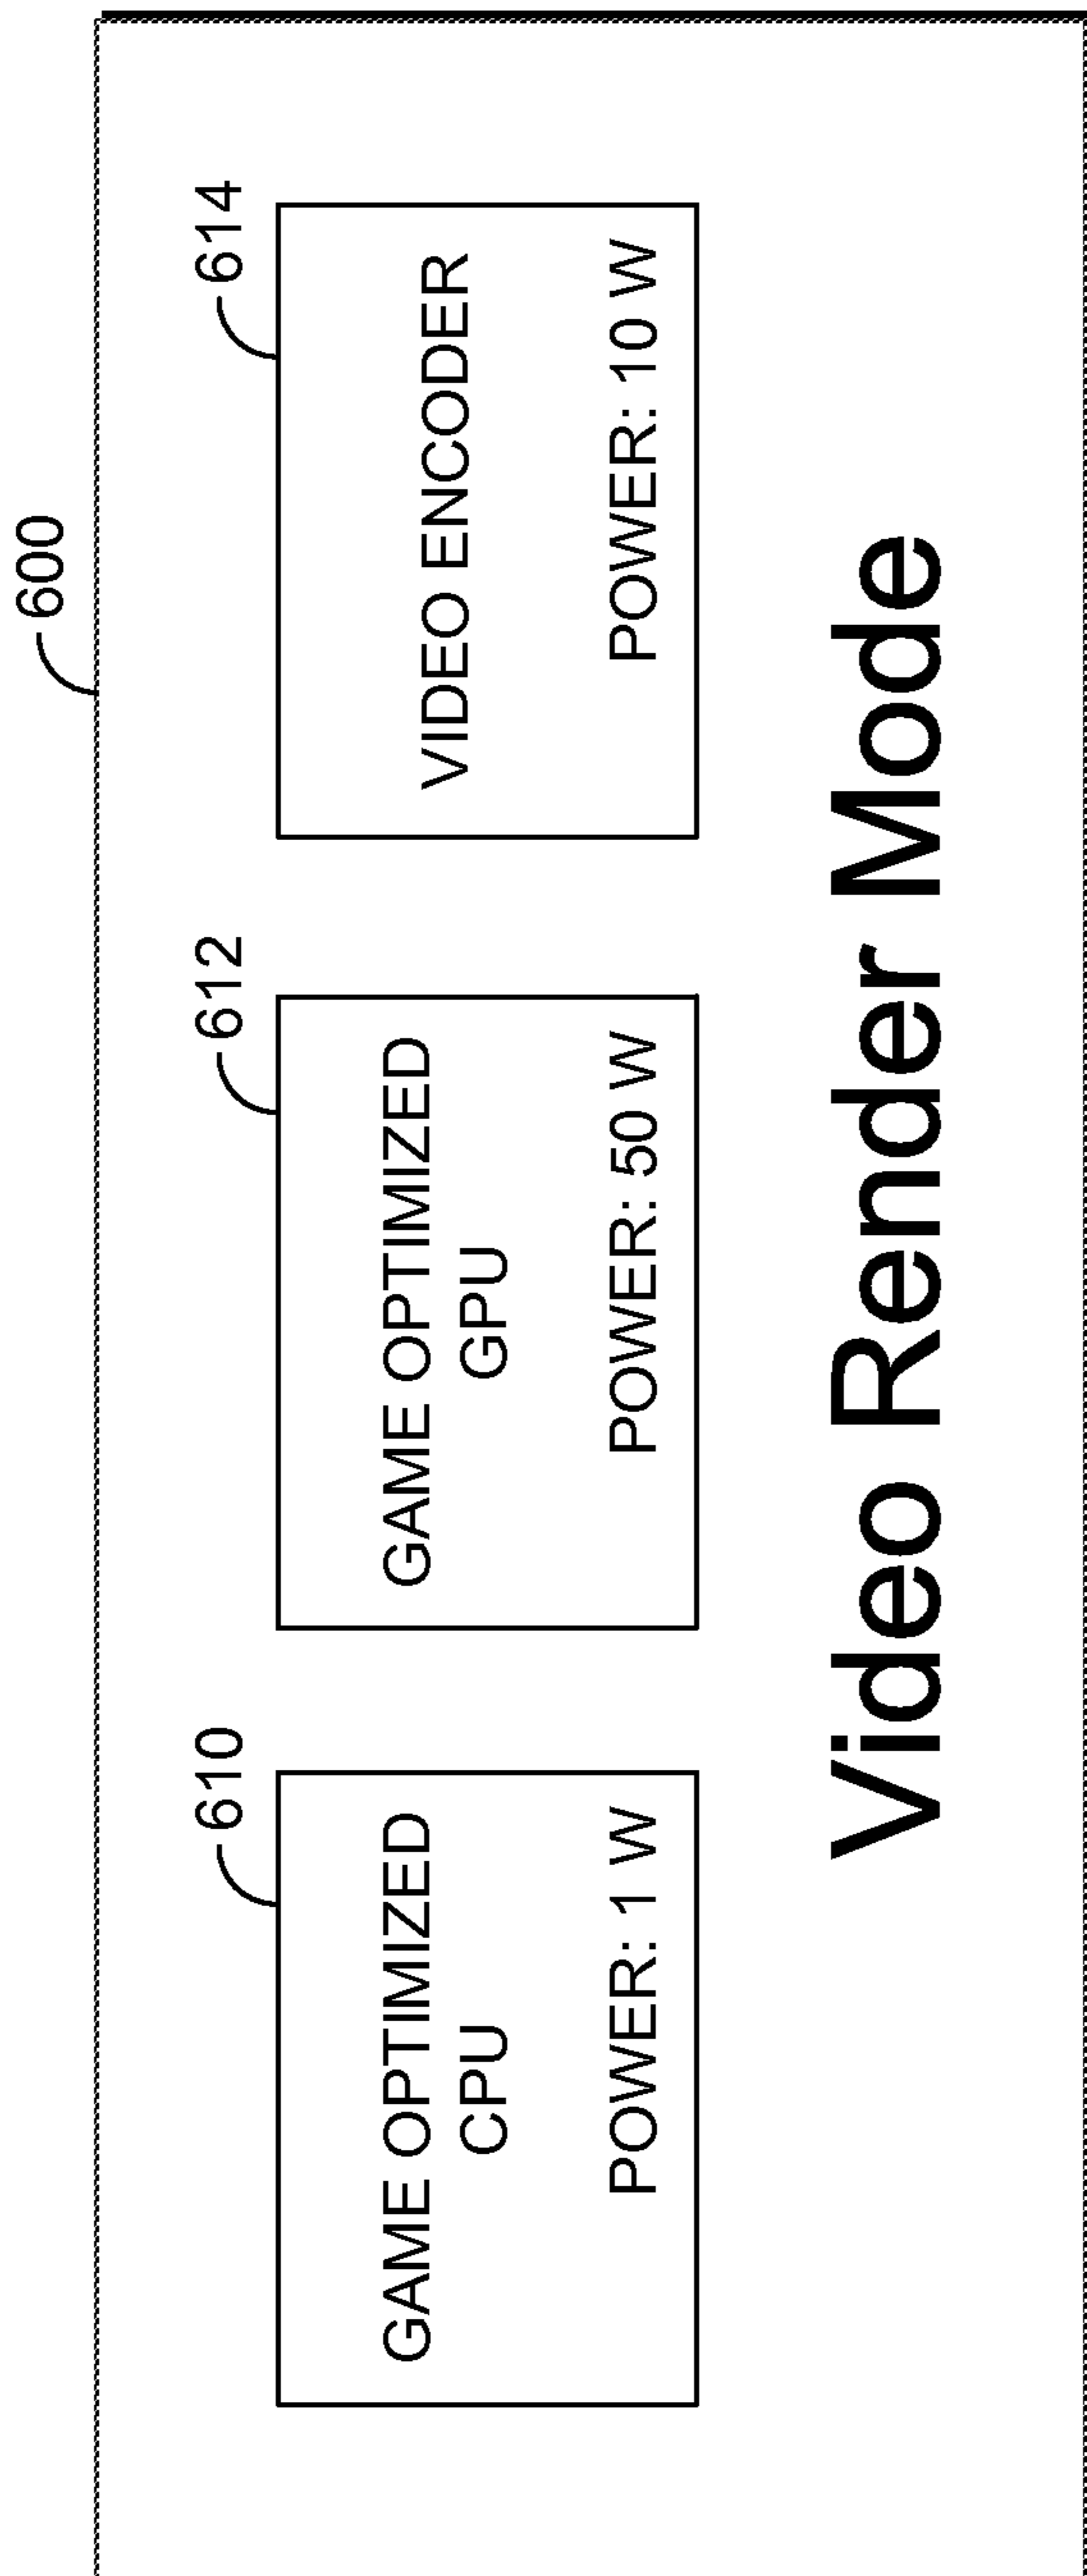 600
610
GAME OPTIMIZED
CPU
POWER: 1 W
612
GAME OPTIMIZED
GPU
POWER: 50 W
614
VIDEO ENCODER
POWER: 10 W
Video Render Mode